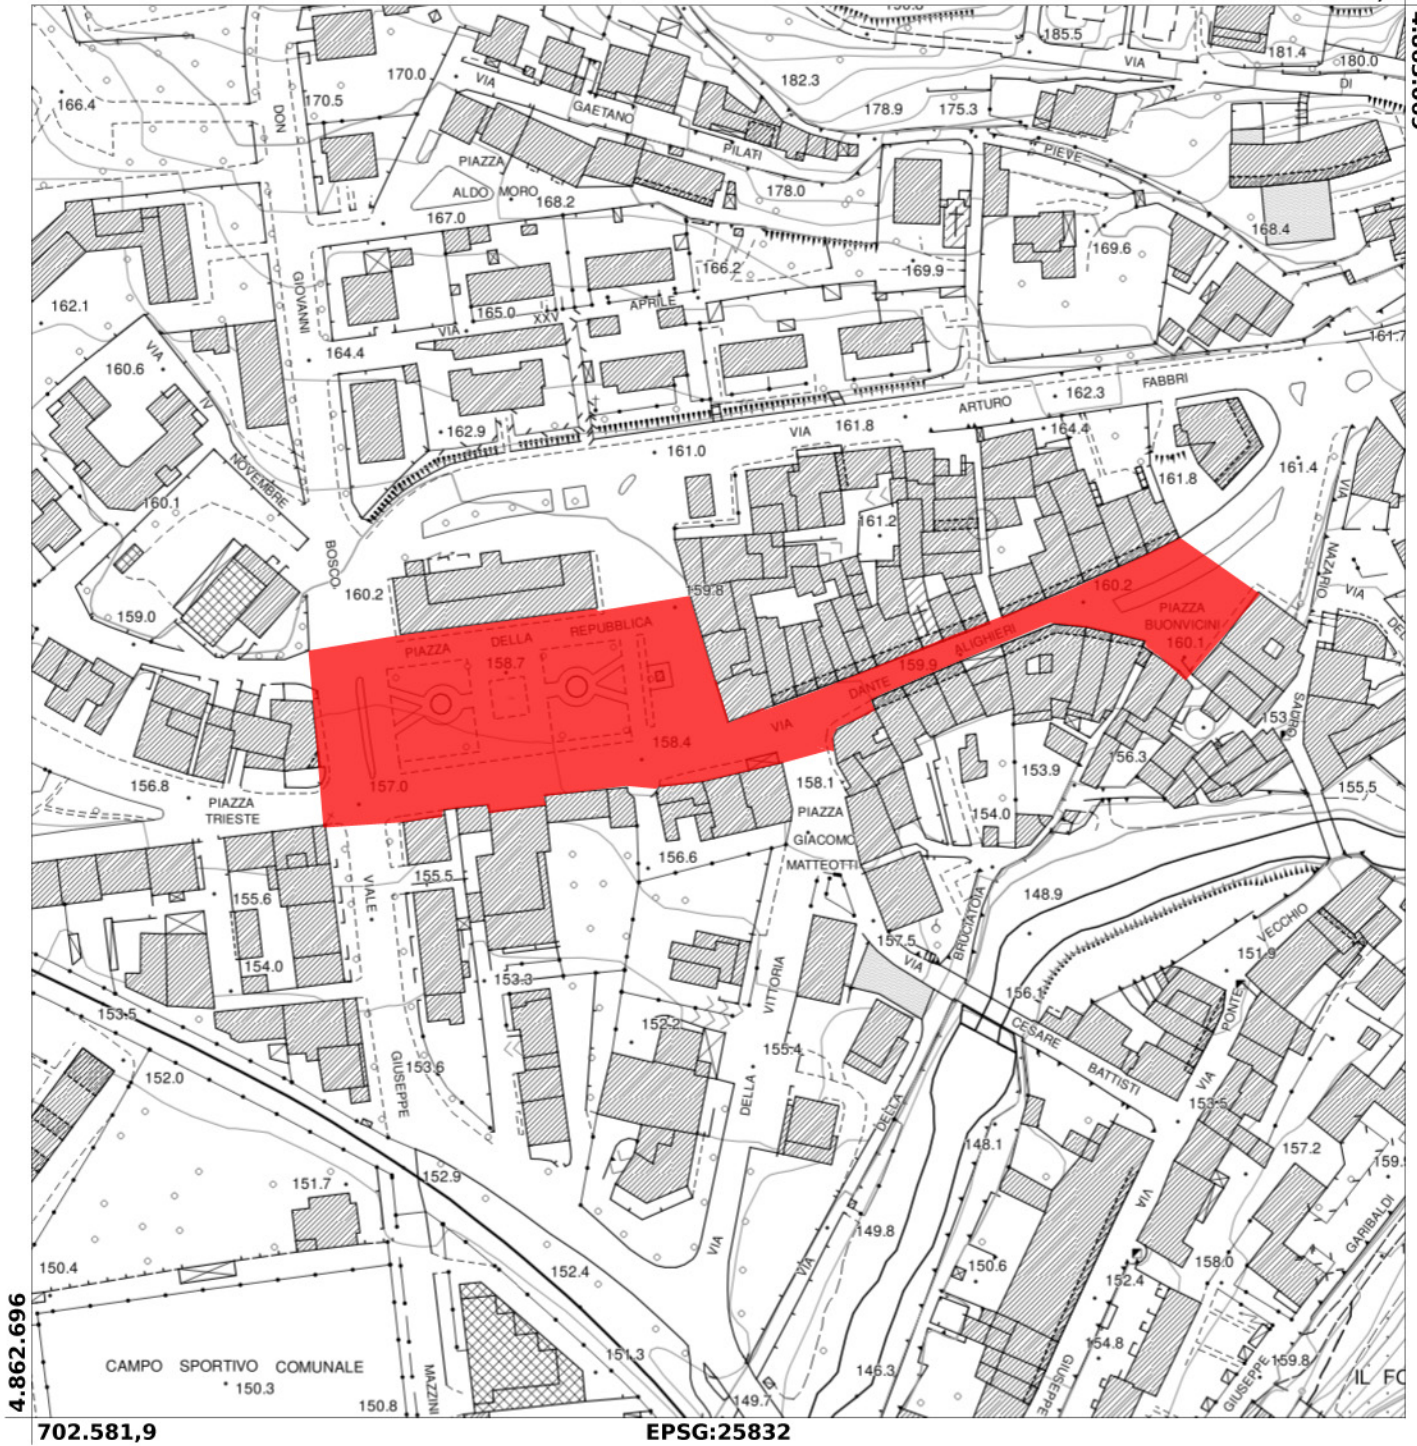 185.5
181.4
180.0
VIA
DI
182.3
170.0
VIA
GAETANO
PILATI
178.9
175.3
166.4
170.5
DON
PIAZZA
ALDO MORO
168.2
167.0
178.0
PIEVE
168.4
169.6
166.2
169.9
162.1
GIOVANNI
165.0
VIA
XXV
APRILE
164.4
161.7
160.6
VIA
IV
NOVEMBRE
162.3
FABBRI
ARTURO
VIA
161.8
164.4
162.9
161.0
161.4
161.8
160.1
161.2
VIA
NAZARIO
SAURO
BOSCO
160.2
159.8
160.2
VIA
159.0
PIAZZA
DELLA
REPUBBLICA
158.7
PIAZZA
BUONVICINI
160.1
ALIGHIERI
159.9
DANTE
VIA
158.4
153.9
156.3
157.0
158.1
156.8
PIAZZA
TRIESTE
155.5
PIAZZA
GIACOMO
MATTEOTTI
154.0
156.6
155.5
155.6
VIALE
148.9
VECCHIO
154.0
157.5
VIA
BRUCIATOIA
151.9
153.3
VITTORIA
156.1
PONTE
153.5
152.2
CESARE
BATTISTI
155.4
152.0
GIUSEPPE
153.6
VIA
153.5
DELLA
DELLA
148.1
157.2
151.7
152.9
VIA
GARIBALDI
149.8
VIA
150.4
152.4
VIA
150.6
152.4
158.0
4.862.696
154.8
151.3
CAMPO SPORTIVO COMUNALE
150.3
MAZZINI
146.3
GIUSEPPE
GIUSEPPE
159.8
IL FO
150.8
149.7
702.581,9
EPSG:25832